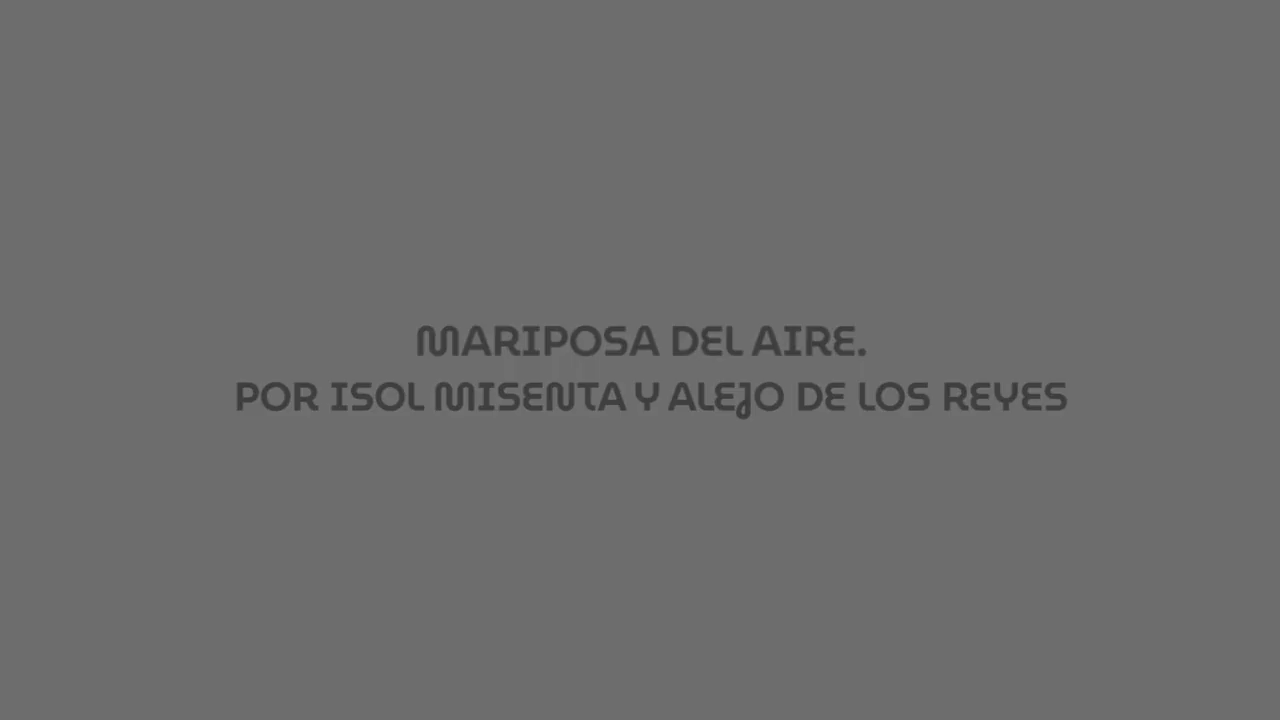 MARIPOSA DEL AIRE.
POR ISOL MISENTA Y ALEJO DE LOS REYES